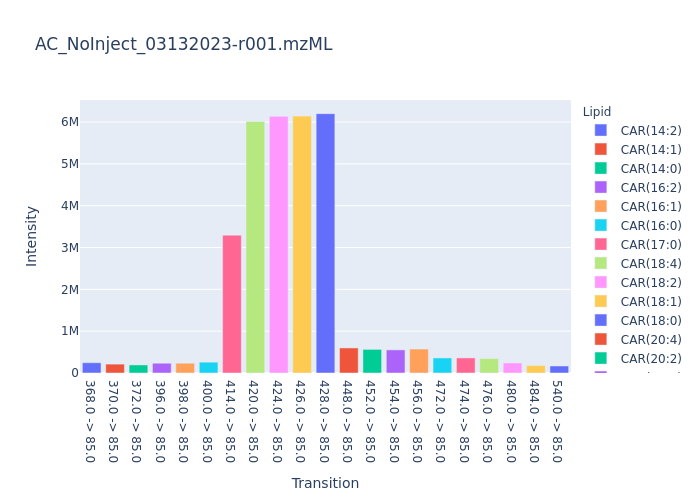 AC_NoInject_03132023-r001.mzML
Lipid
CAR(14:2)
CAR(14:1)
CAR(14:0)
CAR(16:2)
CAR(16:1)
CAR(16:0)
CAR(17:0)
CAR(18:4)
CAR(18:2)
CAR(18:1)
CAR(18:0)
CAR(20:4)
CAR(20:2)
Intensity
6M
5M
4M
3M
2M
1M
0
368.0 -> 85.0
370.0 -> 85.0
372.0 -> 85.0
396.0 -> 85.0
398.0 -> 85.0
400.0 -> 85.0
414.0 -> 85.0
420.0 -> 85.0
424.0 -> 85.0
426.0 -> 85.0
428.0 -> 85.0
448.0 -> 85.0
452.0 -> 85.0
454.0 -> 85.0
456.0 -> 85.0
472.0 -> 85.0
474.0 -> 85.0
476.0 -> 85.0
480.0 -> 85.0
484.0 -> 85.0
540.0 -> 85.0
Transition